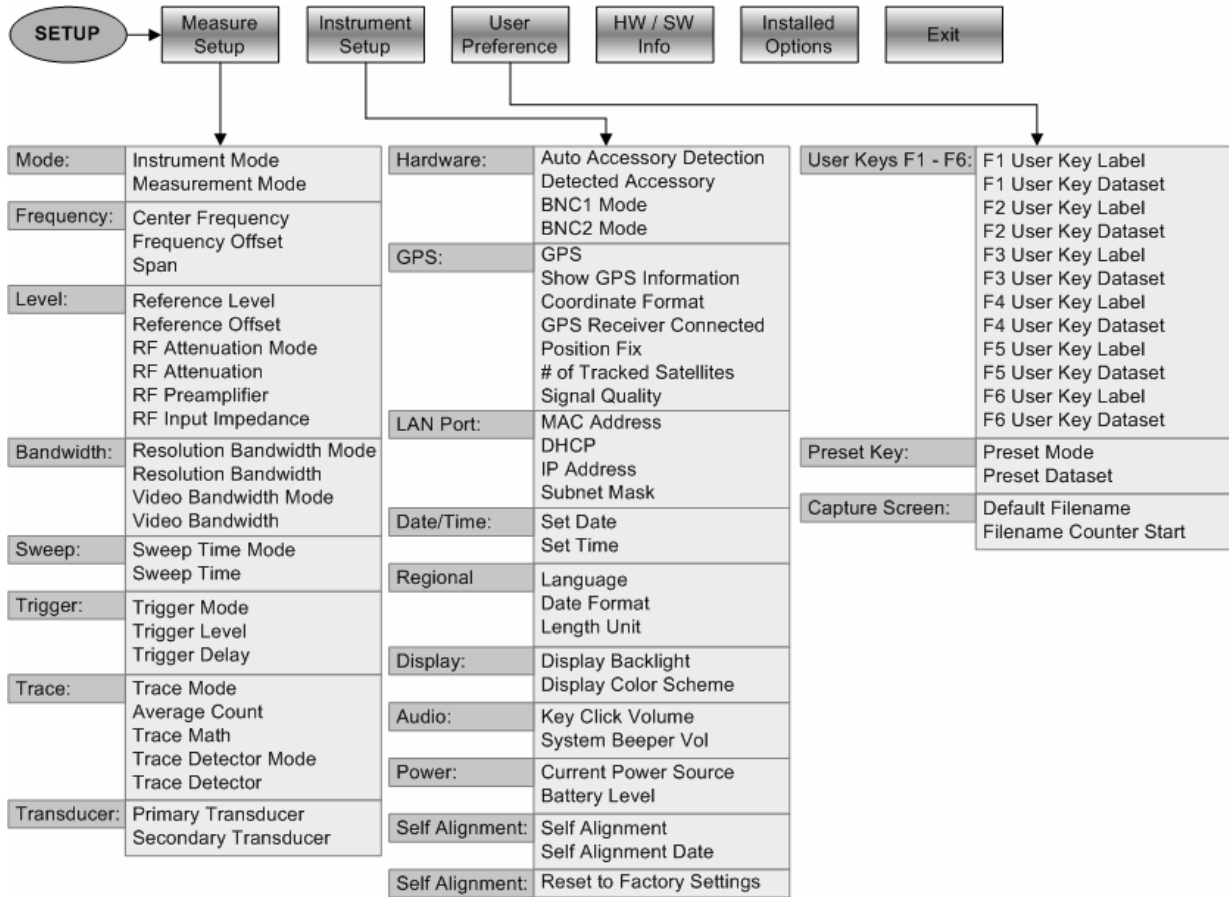 SETUP
Measure
Setup
Instrument
Setup
User
Preference
HW / SW
Info
Installed
Options
Exit
Mode:
Instrument Mode
Measurement Mode
Frequency:
Center Frequency
Frequency Offset
Span
Level:
Reference Level
Reference Offset
RF Attenuation Mode
RF Attenuation
RF Preamplifier
RF Input Impedance
Bandwidth:
Resolution Bandwidth Mode
Resolution Bandwidth
Video Bandwidth Mode
Video Bandwidth
Sweep:
Sweep Time Mode
Sweep Time
Trigger:
Trigger Mode
Trigger Level
Trigger Delay
Trace:
Trace Mode
Average Count
Trace Math
Trace Detector Mode
Trace Detector
Transducer:
Primary Transducer
Secondary Transducer
Hardware:
Auto Accessory Detection
Detected Accessory
BNC1 Mode
BNC2 Mode
GPS:
GPS
Show GPS Information
Coordinate Format
GPS Receiver Connected
Position Fix
# of Tracked Satellites
Signal Quality
LAN Port:
MAC Address
DHCP
IP Address
Subnet Mask
Date/Time:
Set Date
Set Time
Regional
Language
Date Format
Length Unit
Display:
Display Backlight
Display Color Scheme
Audio:
Key Click Volume
System Beeper Vol
Power:
Current Power Source
Battery Level
Self Alignment:
Self Alignment
Self Alignment Date
Self Alignment:
Reset to Factory Settings
User Keys F1 - F6:
F1 User Key Label
F1 User Key Dataset
F2 User Key Label
F2 User Key Dataset
F3 User Key Label
F3 User Key Dataset
F4 User Key Label
F4 User Key Dataset
F5 User Key Label
F5 User Key Dataset
F6 User Key Label
F6 User Key Dataset
Preset Key:
Preset Mode
Preset Dataset
Capture Screen:
Default Filename
Filename Counter Start